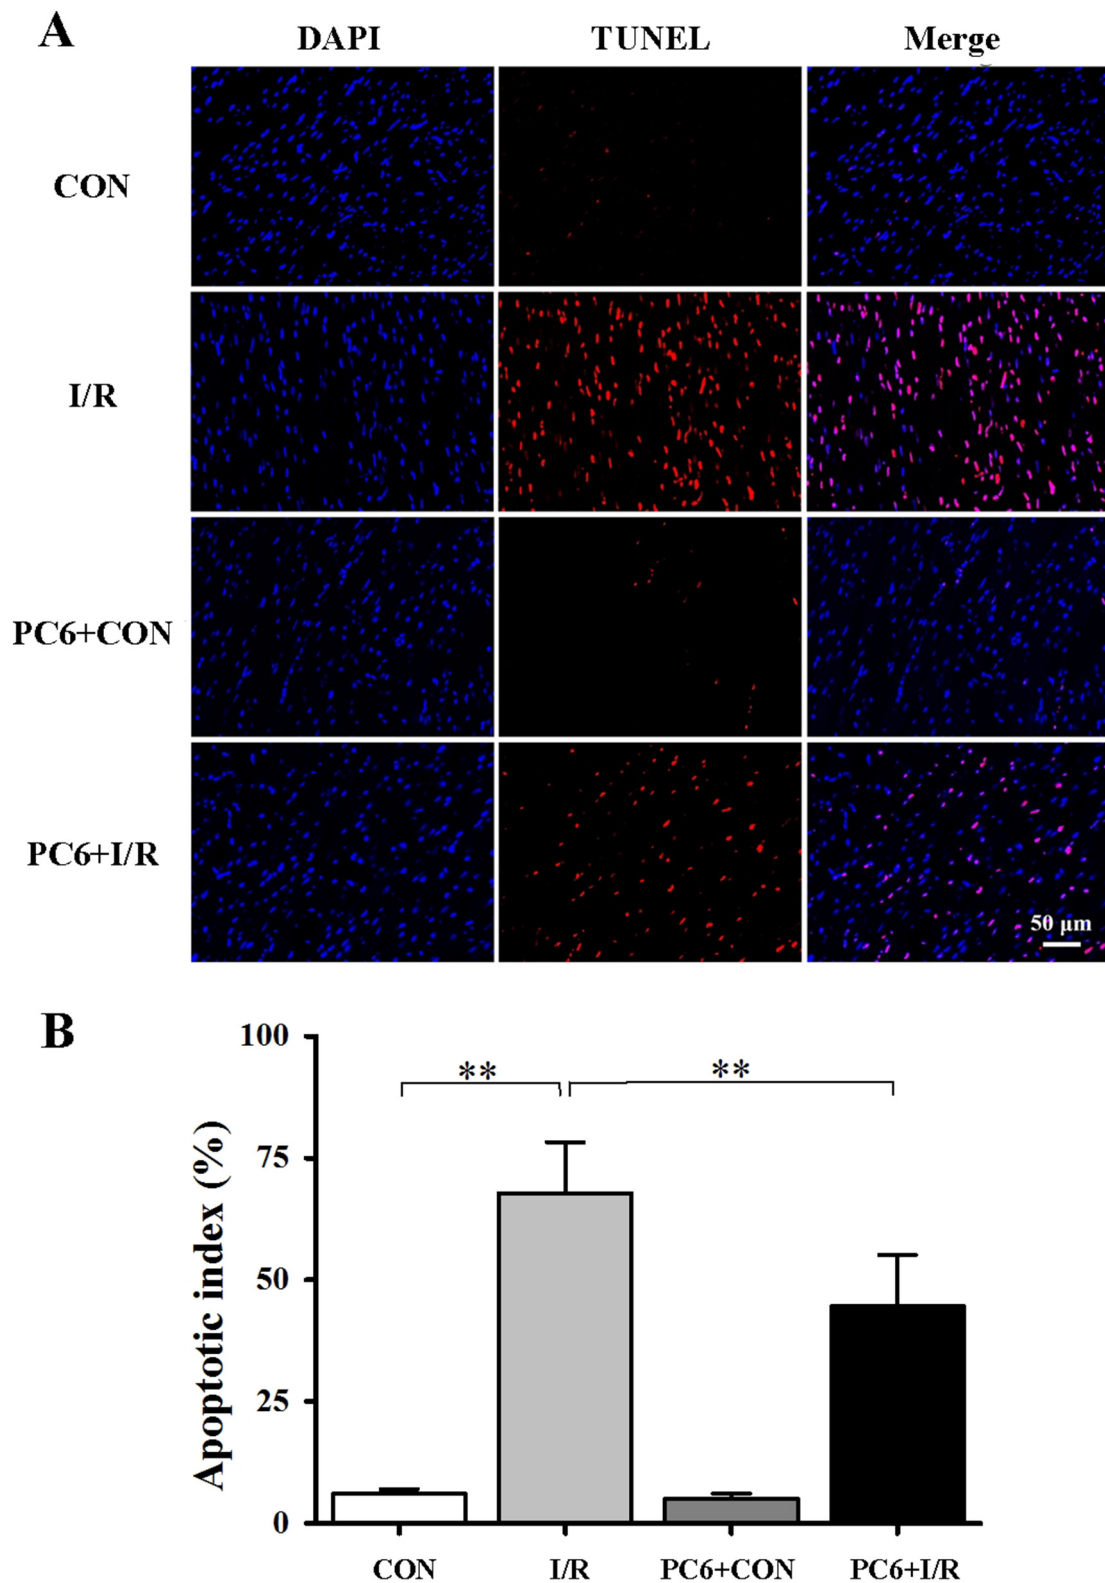 A
DAPI TUNEL Merge
CON
I/R
PC6+CON
PC6+I/R
50 μm
B
Apoptotic index (%)
100
75
50
25
0
** **
CON I/R PC6+CON PC6+I/R